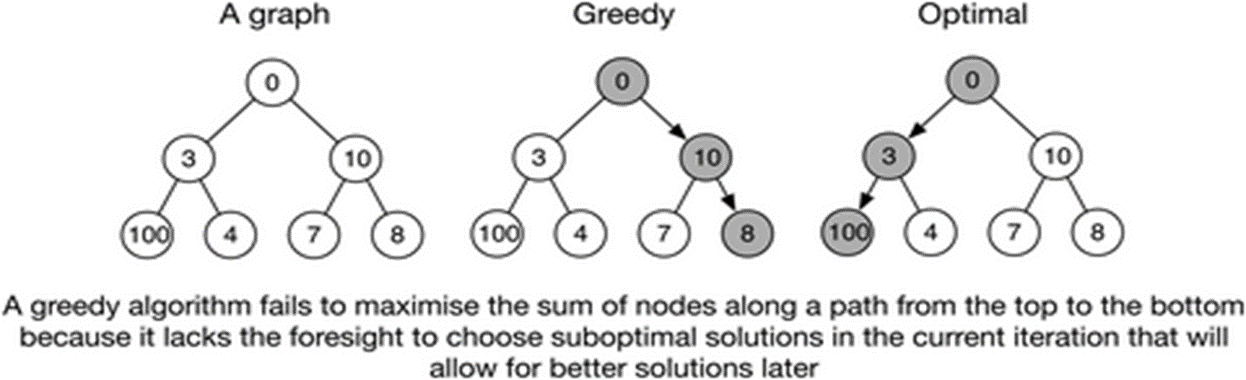 A graph Greedy Optimal
0 0 0
3 10 3 10 3 10
100 4 7 8 100 4 7 8 100 4 7 8
A greedy algorithm fails to maximise the sum of nodes along a path from the top to the bottom
because it lacks the foresight to choose suboptimal solutions in the current iteration that will
allow for better solutions later